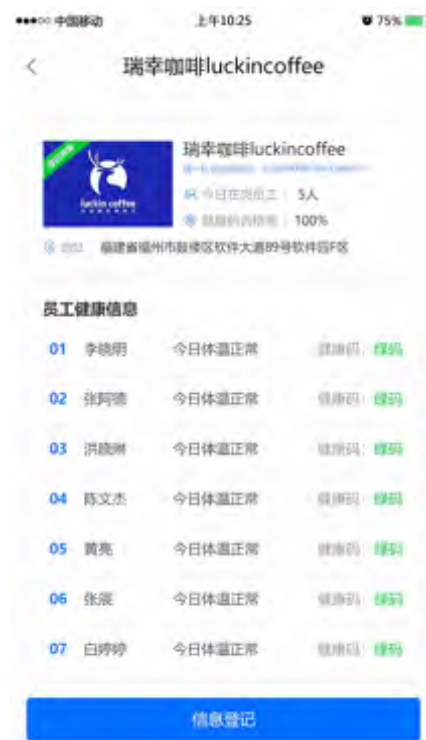 中国移动 上午10:25 75%
瑞幸咖啡luckincoffee
瑞幸咖啡luckincoffee
luckin coffee
今日在岗员工： 5人
100%
福建省福州市鼓楼区软件大道89号软件园F区
员工健康信息
01 李晓明 今日体温正常 健康码：绿码
02 张阿德 今日体温正常 健康码：绿码
03 洪晓琳 今日体温正常 健康码：绿码
04 陈文杰 今日体温正常 健康码：绿码
05 黄亮 今日体温正常 健康码：绿码
06 张 今日体温正常 健康码：绿码
07 白婷婷 今日体温正常 健康码：绿码
信息登记